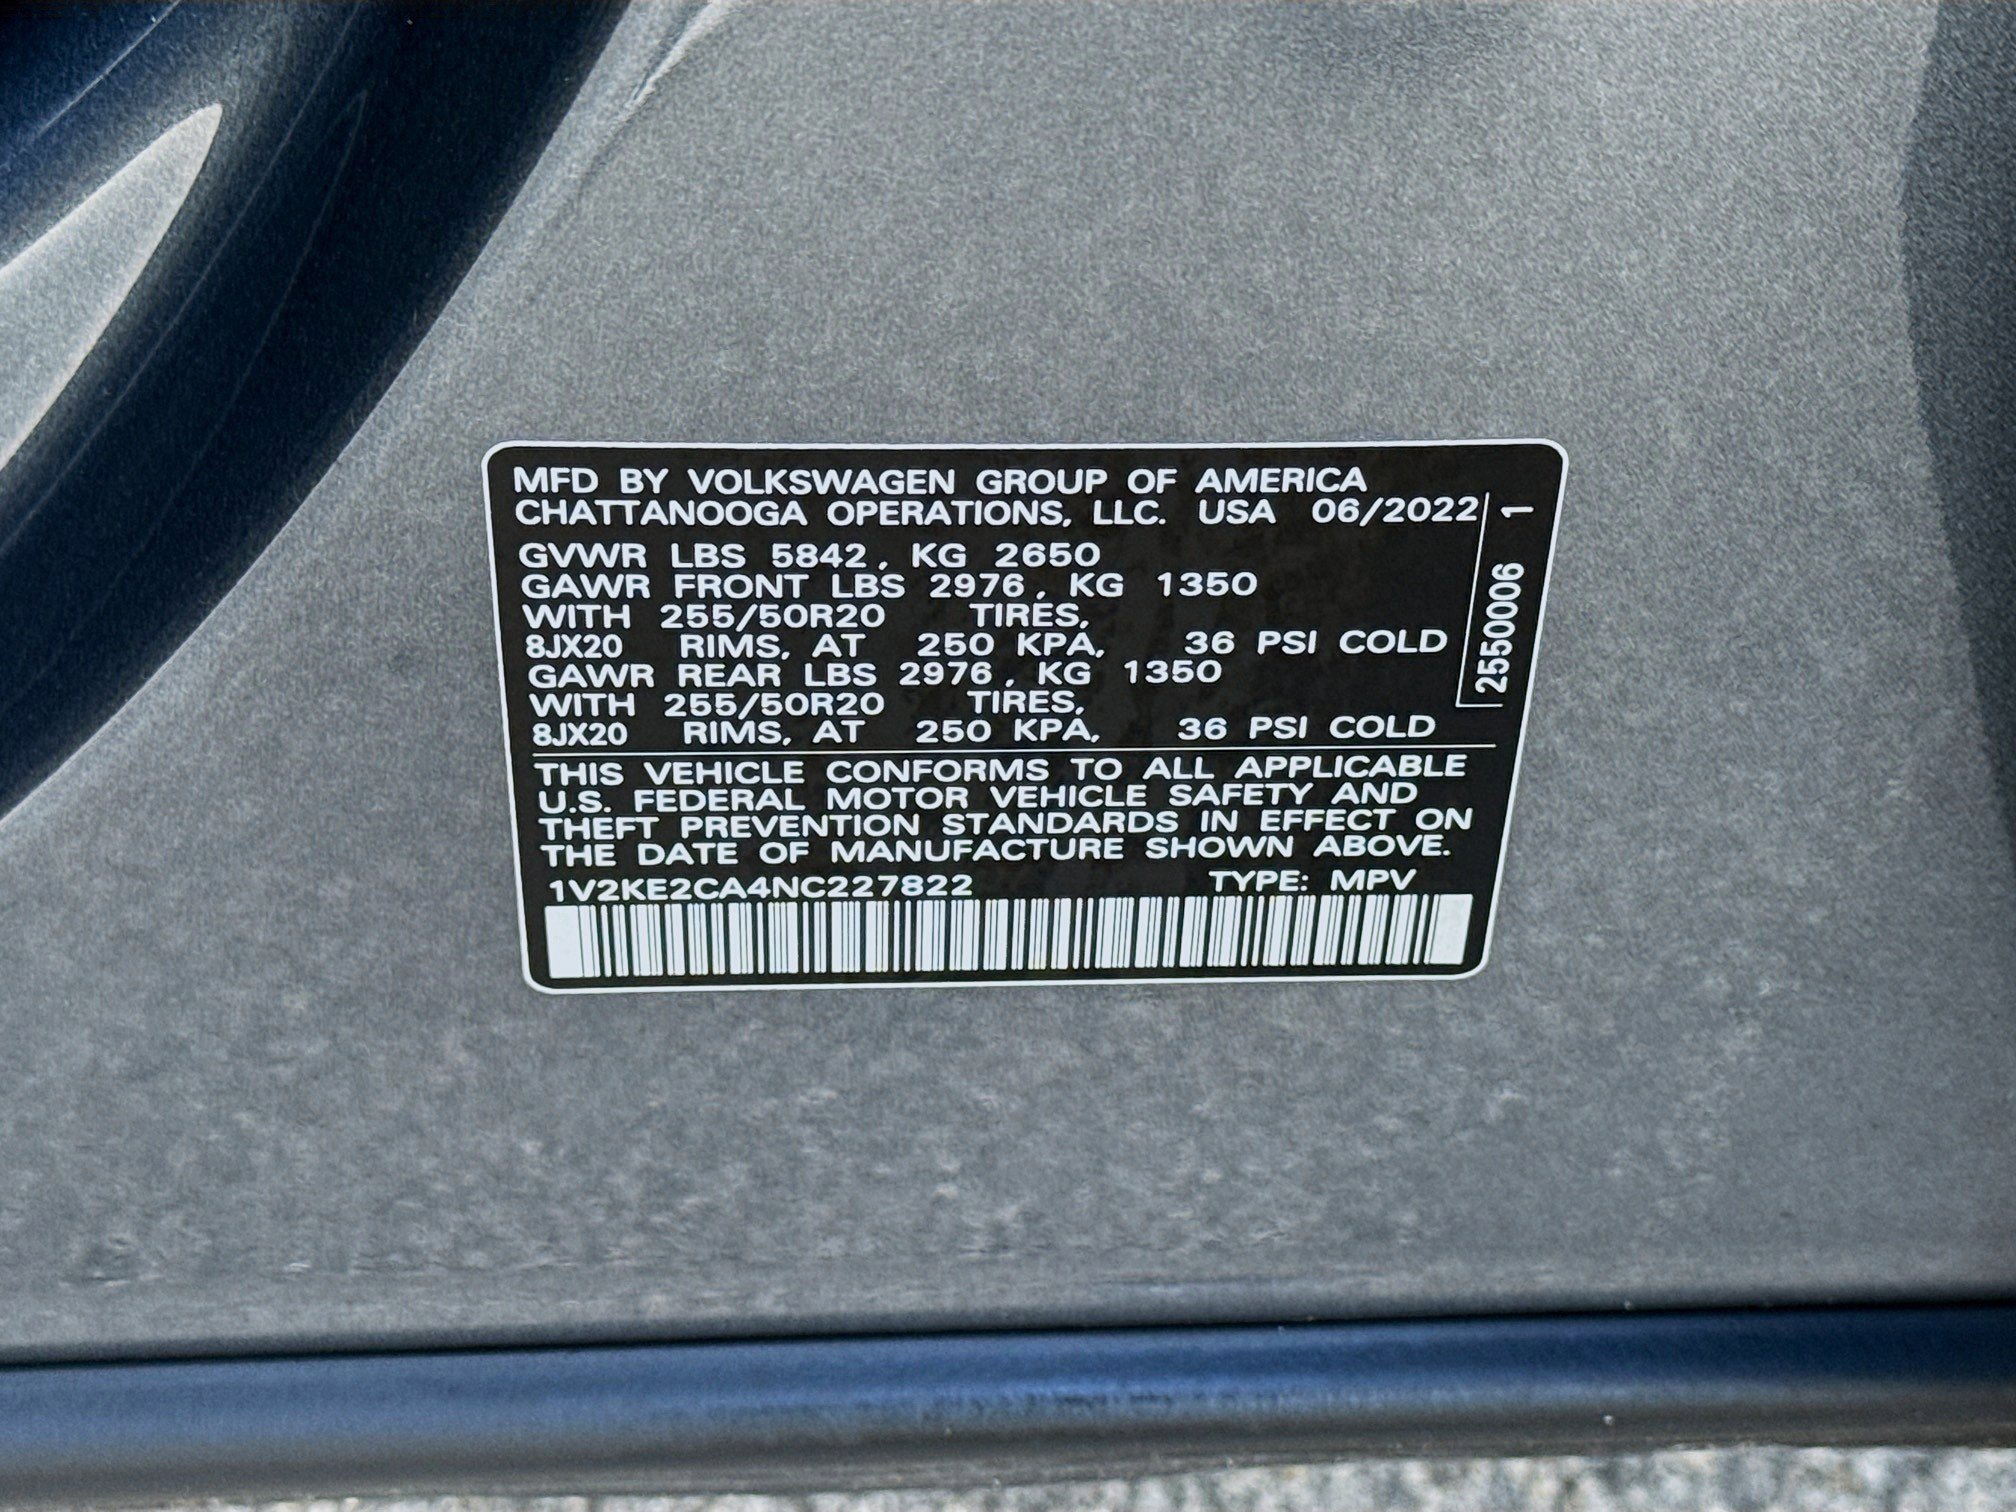 MFD BY VOLKSWAGEN GROUP OF AMERICA
CHATTANOOGA OPERATIONS, LLC. USA 06/2022
GVWR LBS 5842, KG 2650
GAWR FRONT LBS 2976, KG 1350
WITH 255/50R20 TIRES,
8JX20 RIMS, AT 250 KPA, 36 PSI COLD
GAWR REAR LBS 2976, KG 1350
WITH 255/50R20 TIRES,
8JX20 RIMS, AT 250 KPA, 36 PSI COLD
2550006 1
THIS VEHICLE CONFORMS TO ALL APPLICABLE
U.S. FEDERAL MOTOR VEHICLE SAFETY AND
THEFT PREVENTION STANDARDS IN EFFECT ON
THE DATE OF MANUFACTURE SHOWN ABOVE.
1V2KE2CA4NC227822 TYPE: MPV